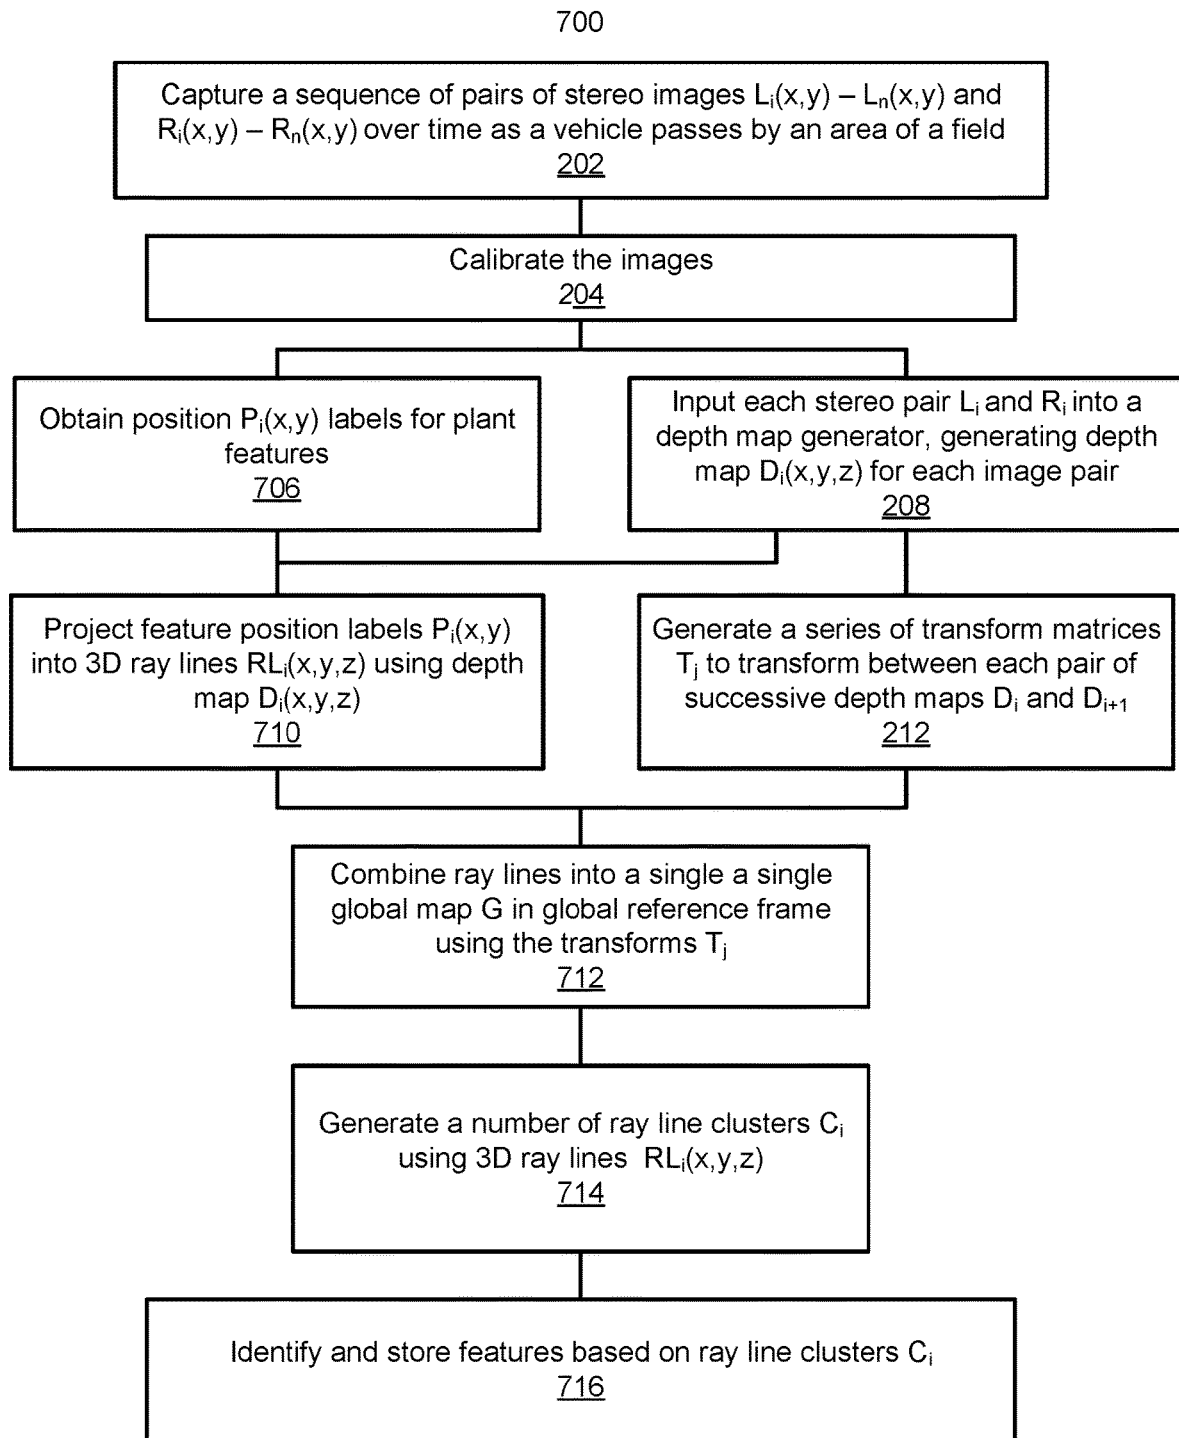 700
Capture a sequence of pairs of stereo images Lᵢ(x,y) – Lₙ(x,y) and
Rᵢ(x,y) – Rₙ(x,y) over time as a vehicle passes by an area of a field
202
Calibrate the images
204
Obtain position Pᵢ(x,y) labels for plant
features
706
Input each stereo pair Lᵢ and Rᵢ into a
depth map generator, generating depth
map Dᵢ(x,y,z) for each image pair
208
Project feature position labels Pᵢ(x,y)
into 3D ray lines RLᵢ(x,y,z) using depth
map Dᵢ(x,y,z)
710
Generate a series of transform matrices
Tⱼ to transform between each pair of
successive depth maps Dᵢ and Dᵢ₊₁
212
Combine ray lines into a single a single
global map G in global reference frame
using the transforms Tⱼ
712
Generate a number of ray line clusters Cᵢ
using 3D ray lines RLᵢ(x,y,z)
714
Identify and store features based on ray line clusters Cᵢ
716